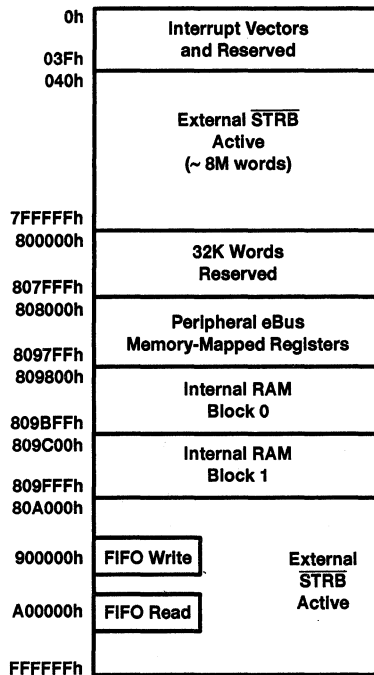 0h
Interrupt Vectors
and Reserved
03Fh
040h
External STRB
Active
(~ 8M words)
7FFFFFh
800000h
32K Words
Reserved
807FFFh
808000h
Peripheral eBus
Memory-Mapped Registers
8097FFh
809800h
Internal RAM
Block 0
809BFFh
809C00h
Internal RAM
Block 1
809FFFh
80A000h
900000h
FIFO Write
External
STRB
Active
A00000h
FIFO Read
FFFFFFh